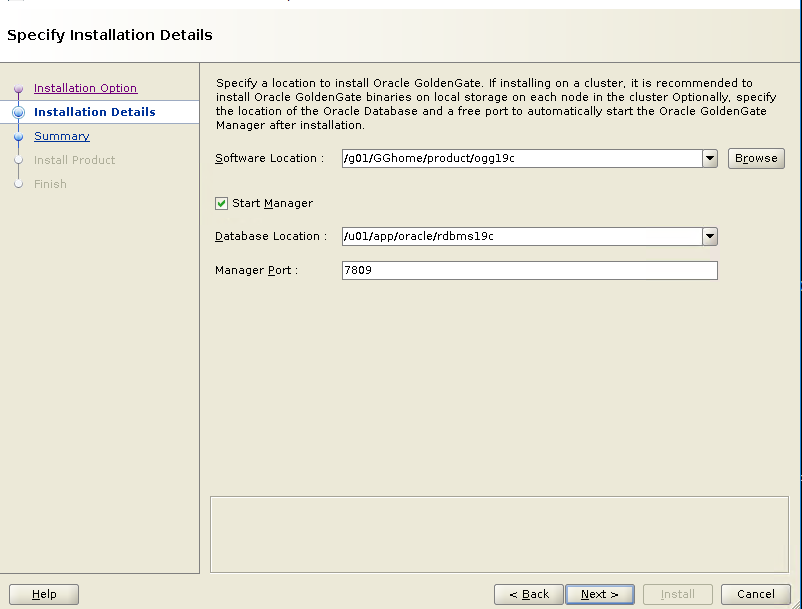 Specify Installation Details
Installation Option
Installation Details
Summary
Install Product
Finish
Specify a location to install Oracle GoldenGate. If installing on a cluster, it is recommended to
install Oracle GoldenGate binaries on local storage on each node in the cluster Optionally, specify
the location of the Oracle Database and a free port to automatically start the Oracle GoldenGate
Manager after installation.
Software Location : /g01/GGhome/product/ogg19c Browse
Start Manager
Database Location : /u01/app/oracle/rdbms19c
Manager Port : 7809
Help < Back Next > Install Cancel